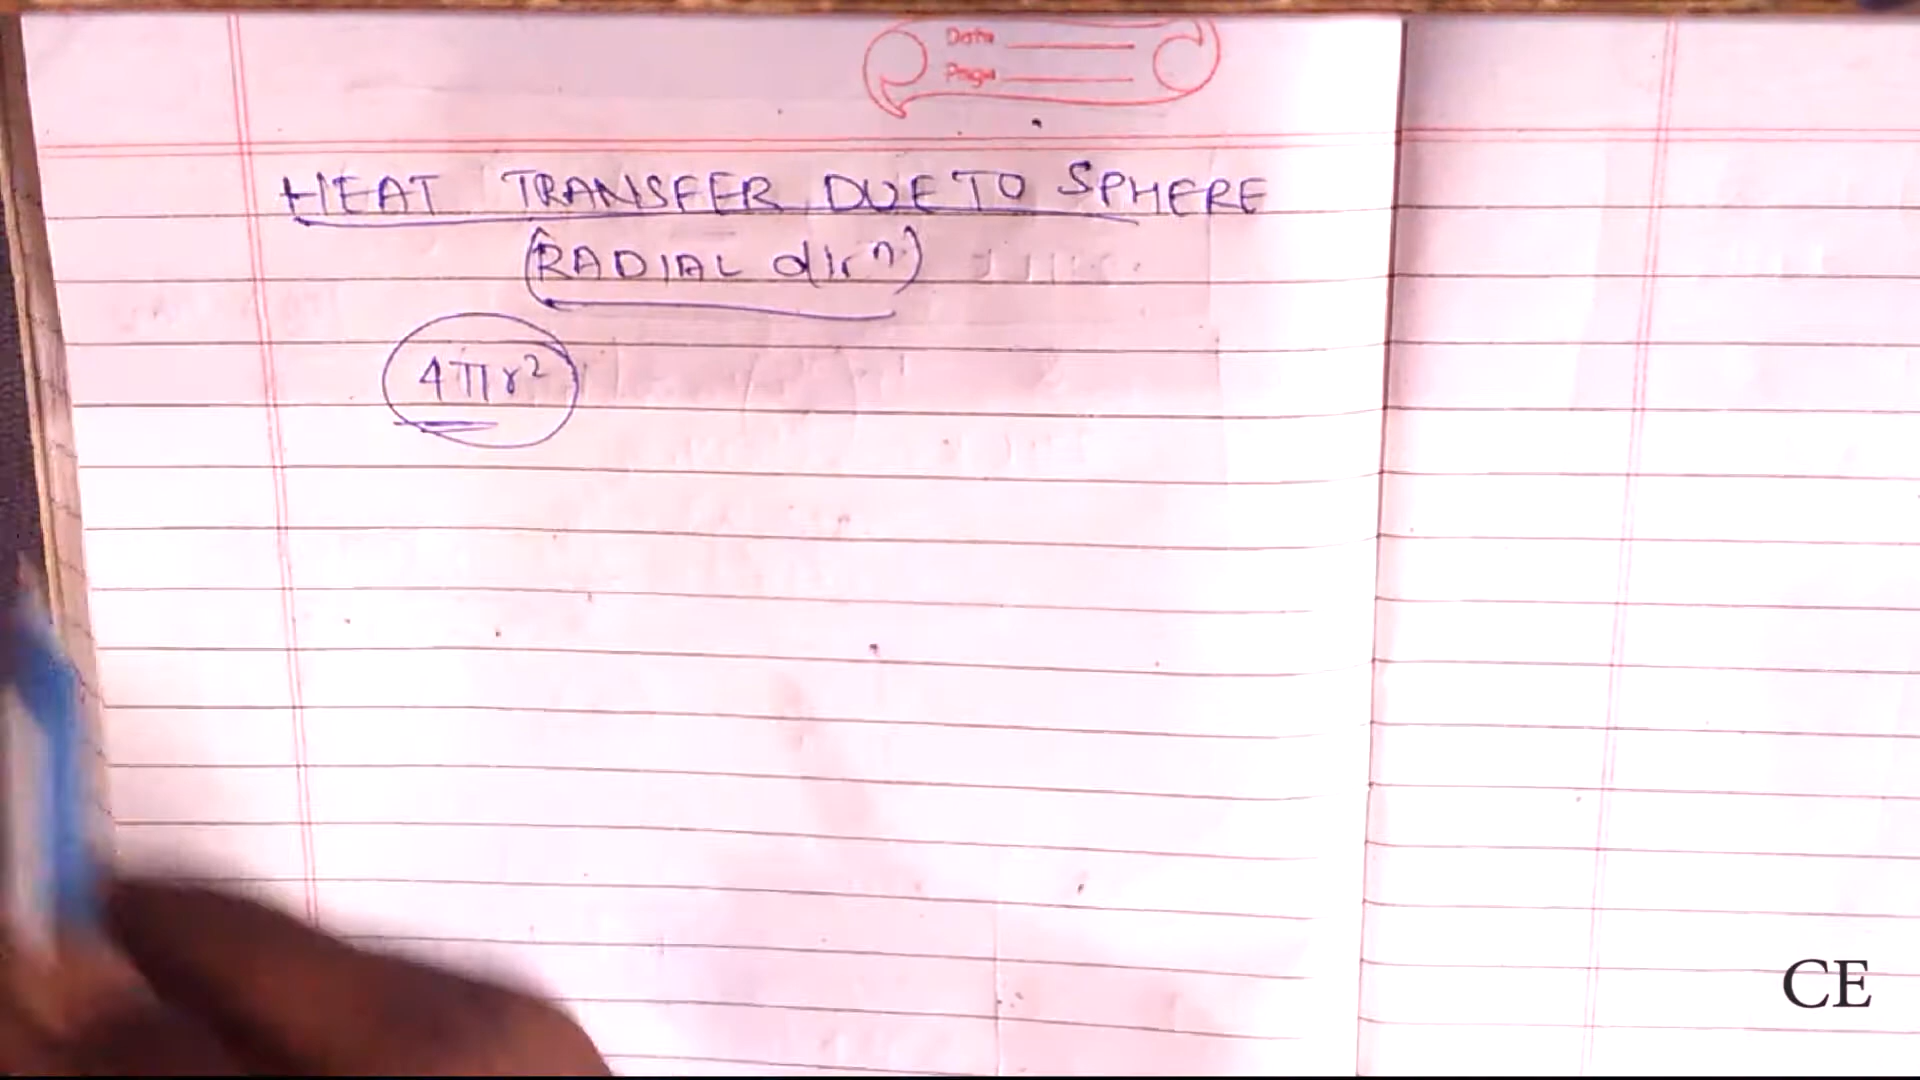 Date
Page
HEAT TRANSFER DUE TO SPHERE
(RADIAL dirn)
4πr²
CE